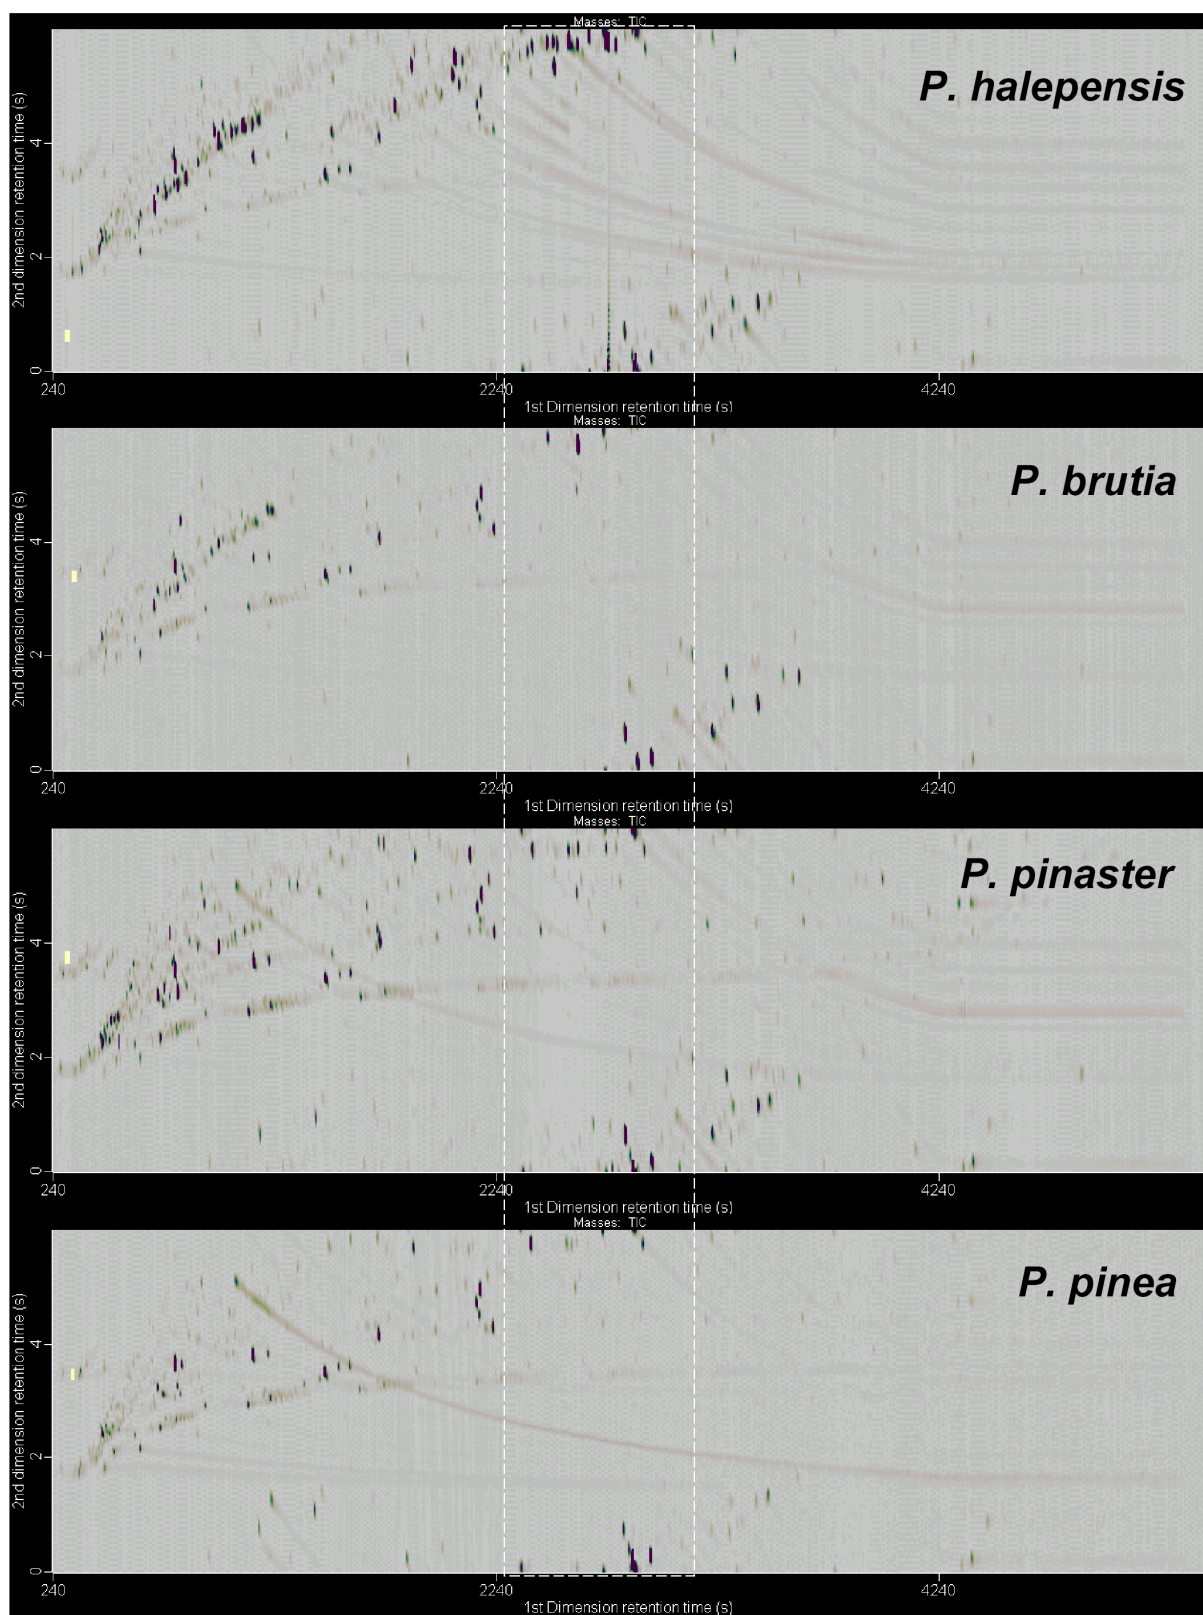 Masses: TIC
P. halepensis
2nd dimension retention time (s)
4
2
0
240
2240
4240
1st Dimension retention time (s)
Masses: TIC
P. brutia
2nd dimension retention time (s)
4
2
0
240
2240
4240
1st Dimension retention time (s)
Masses: TIC
P. pinaster
2nd dimension retention time (s)
4
2
0
240
2240
4240
1st Dimension retention time (s)
Masses: TIC
P. pinea
2nd dimension retention time (s)
4
2
0
240
2240
4240
1st Dimension retention time (s)